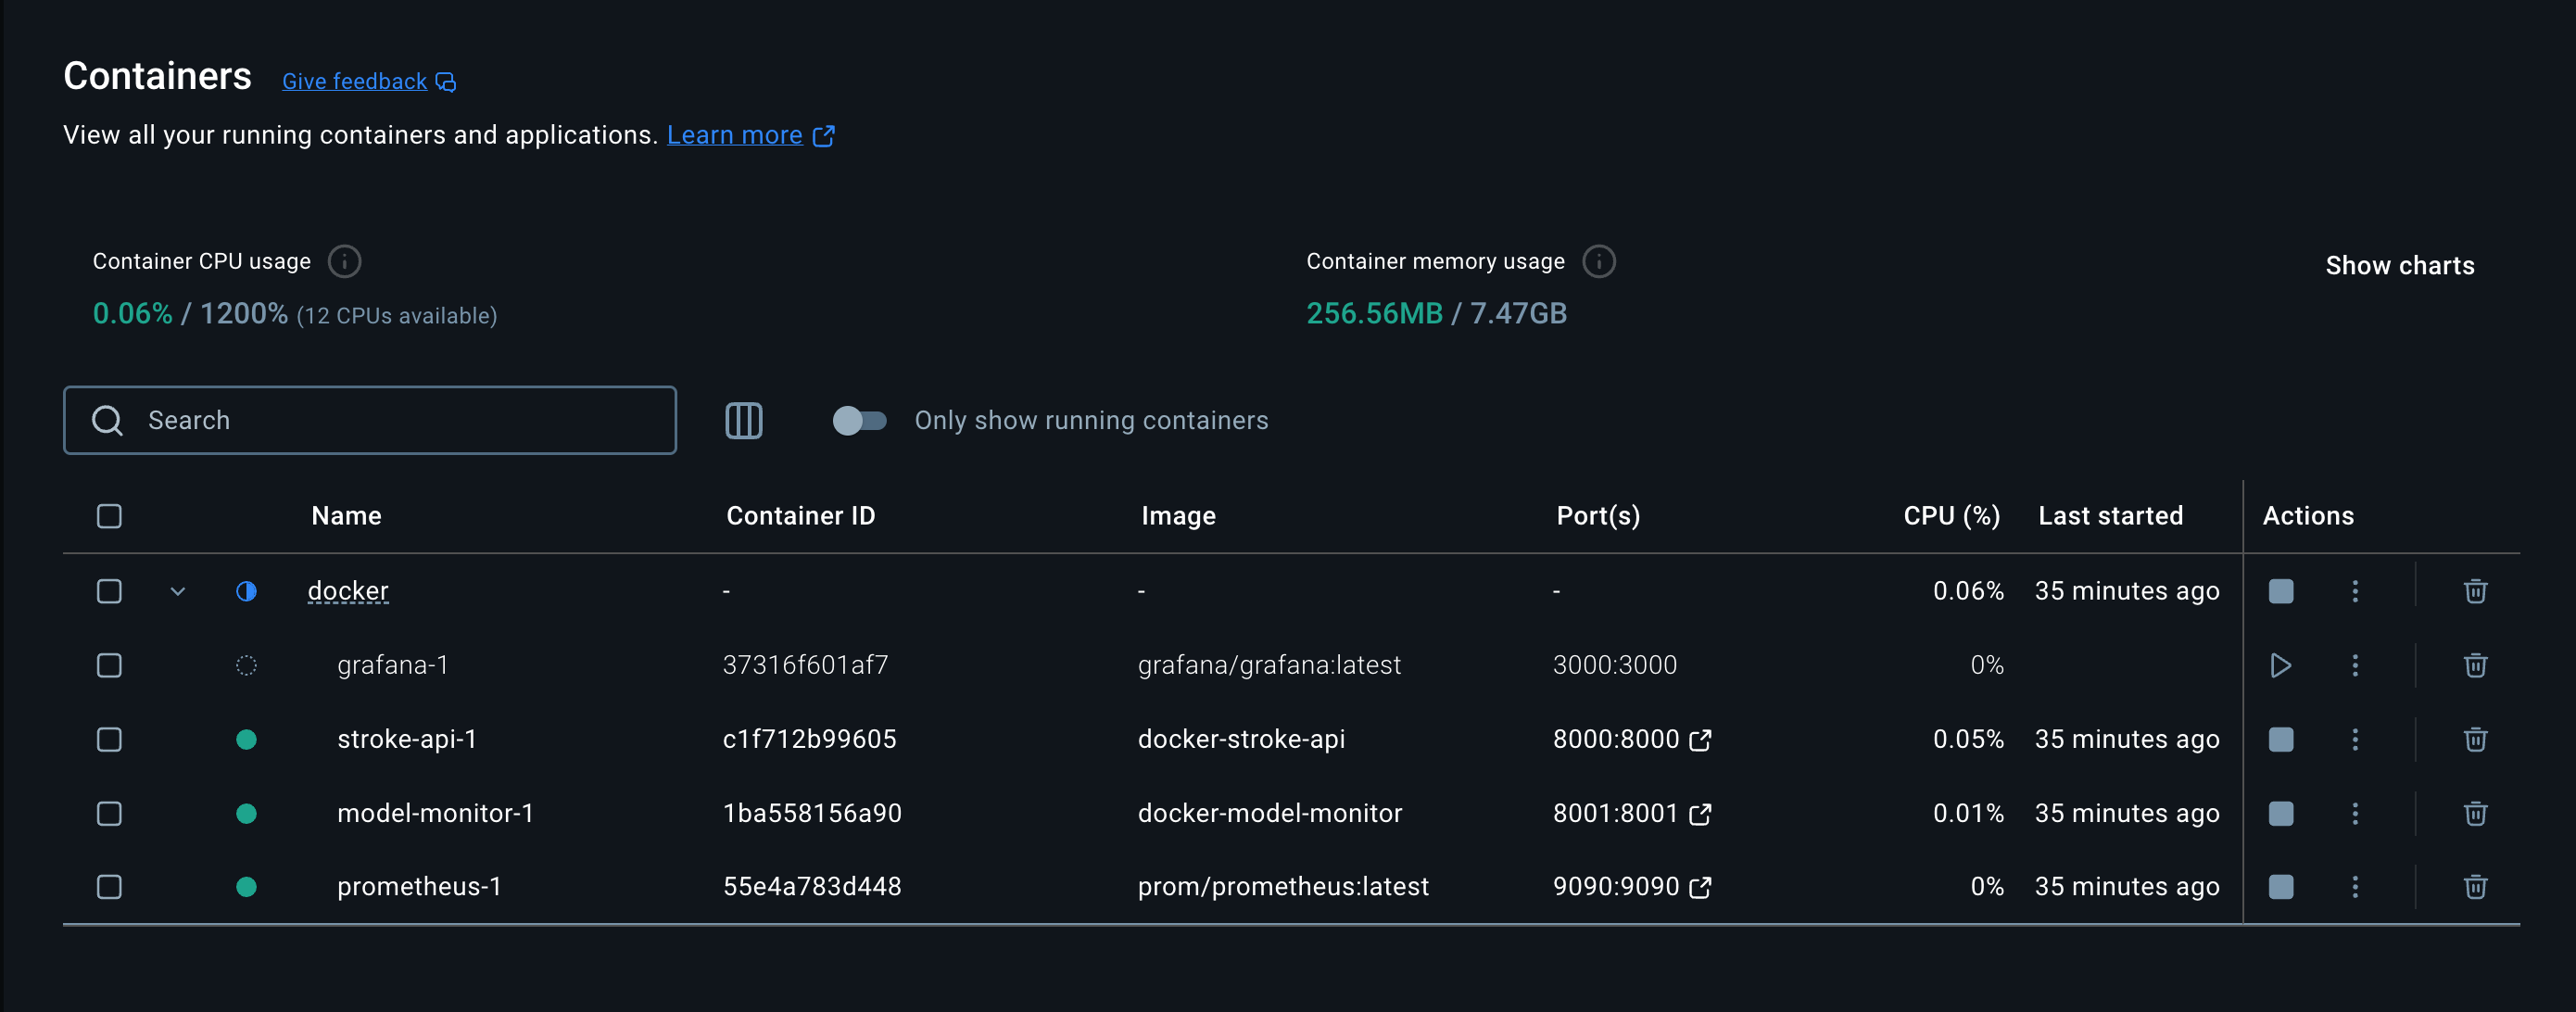 Containers Give feedback
View all your running containers and applications. Learn more
Container CPU usage
0.06% / 1200% (12 CPUs available)
Container memory usage
256.56MB / 7.47GB
Show charts
Search
Only show running containers
Name Container ID Image Port(s) CPU (%) Last started Actions
docker - - - 0.06% 35 minutes ago
grafana-1 37316f601af7 grafana/grafana:latest 3000:3000 0%
stroke-api-1 c1f712b99605 docker-stroke-api 8000:8000 0.05% 35 minutes ago
model-monitor-1 1ba558156a90 docker-model-monitor 8001:8001 0.01% 35 minutes ago
prometheus-1 55e4a783d448 prom/prometheus:latest 9090:9090 0% 35 minutes ago